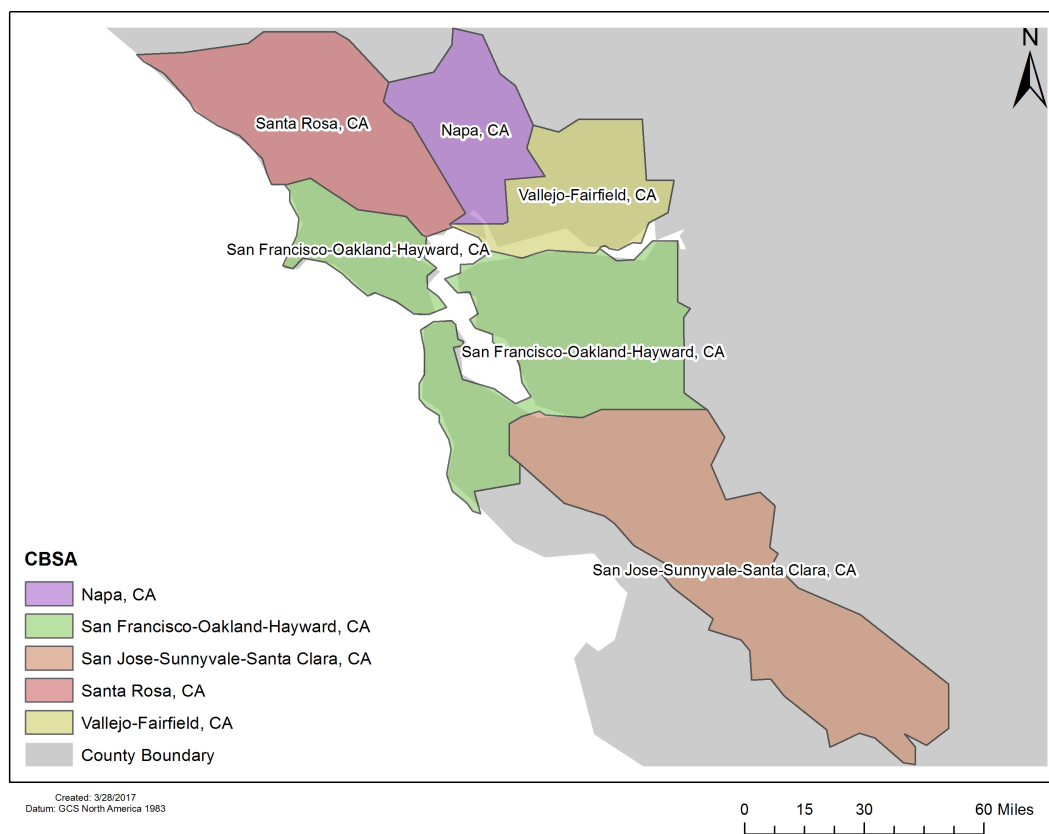 N
Santa Rosa, CA
Napa, CA
Vallejo-Fairfield, CA
San Francisco-Oakland-Hayward, CA
San Francisco-Oakland-Hayward, CA
San Jose-Sunnyvale-Santa Clara, CA
CBSA
Napa, CA
San Francisco-Oakland-Hayward, CA
San Jose-Sunnyvale-Santa Clara, CA
Santa Rosa, CA
Vallejo-Fairfield, CA
County Boundary
Created: 3/28/2017
Datum: GCS North America 1983
0 15 30 60 Miles